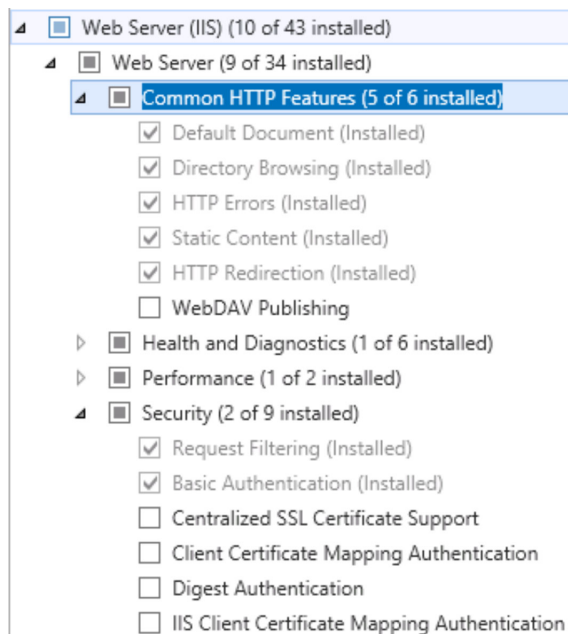 Web Server (IIS) (10 of 43 installed)
Web Server (9 of 34 installed)
Common HTTP Features (5 of 6 installed)
Default Document (Installed)
Directory Browsing (Installed)
HTTP Errors (Installed)
Static Content (Installed)
HTTP Redirection (Installed)
WebDAV Publishing
Health and Diagnostics (1 of 6 installed)
Performance (1 of 2 installed)
Security (2 of 9 installed)
Request Filtering (Installed)
Basic Authentication (Installed)
Centralized SSL Certificate Support
Client Certificate Mapping Authentication
Digest Authentication
IIS Client Certificate Mapping Authentication